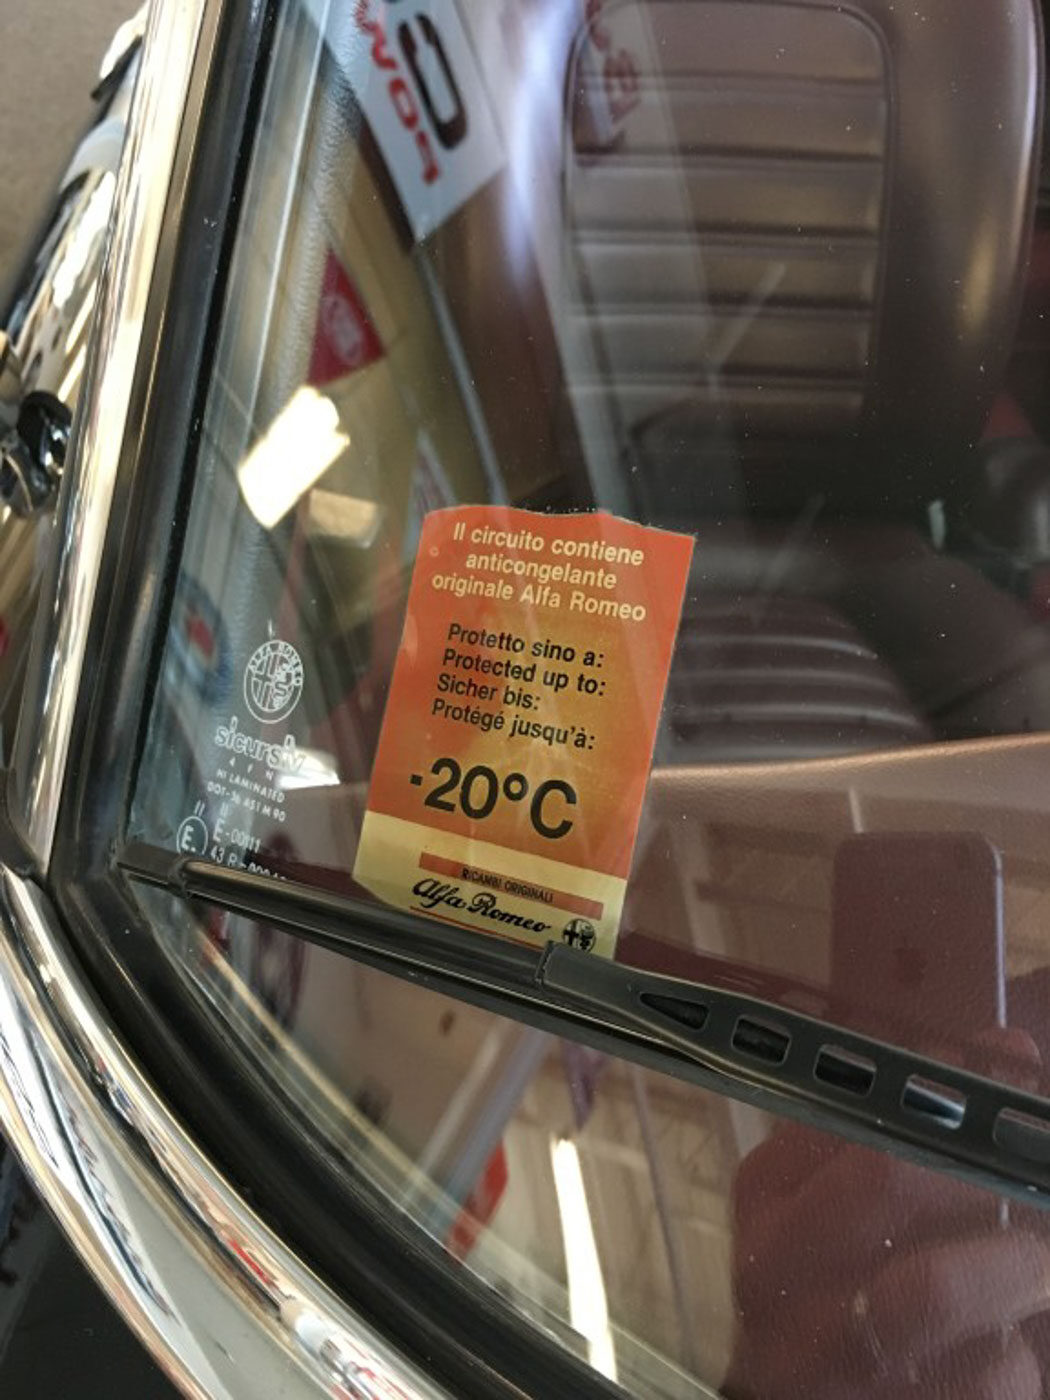 Il circuito contiene
anticongelante
originale Alfa Romeo
Protetto sino a:
Protected up to:
Sicher bis:
Protégé jusqu'à:
-20°C
RICAMBI ORIGINALI
Alfa Romeo
sicursiv
LAMINATED